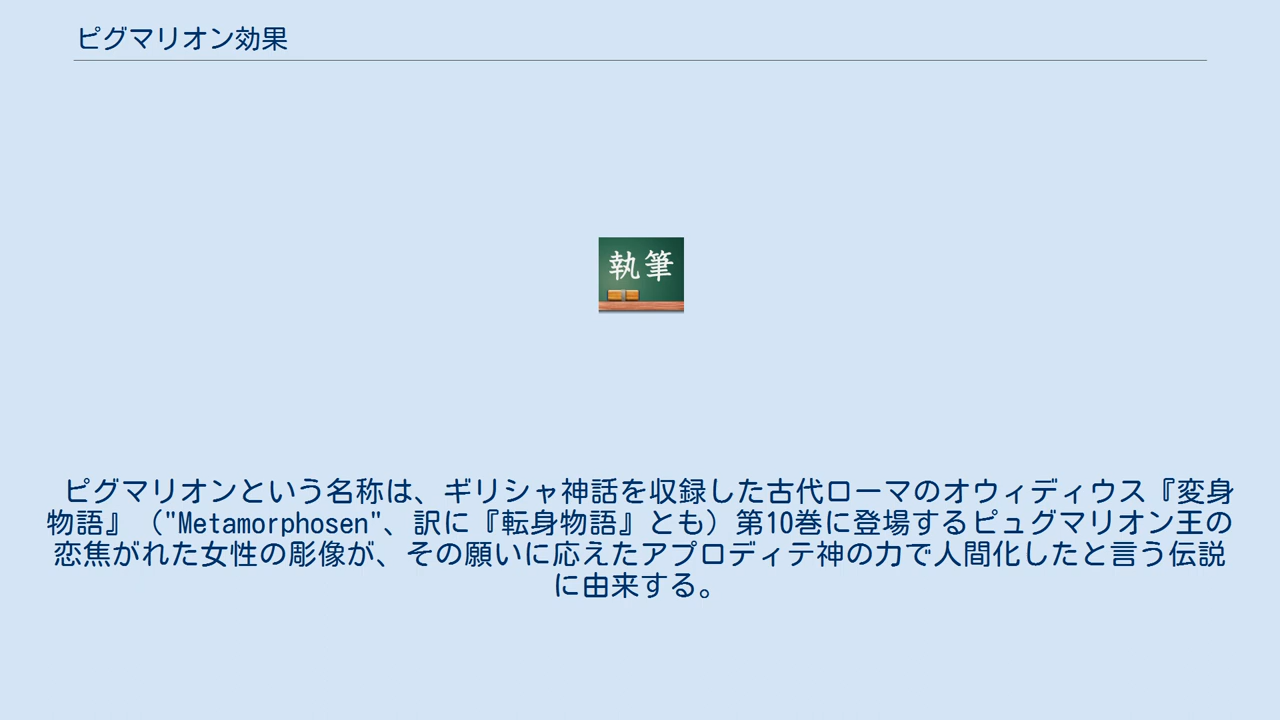 ピグマリオン効果
執筆
ピグマリオンという名称は、ギリシャ神話を収録した古代ローマのオウィディウス『変身
物語』（"Metamorphosen"、訳に『転身物語』とも）第10巻に登場するピュグマリオン王の
恋焦がれた女性の彫像が、その願いに応えたアプロディテ神の力で人間化したと言う伝説
に由来する。